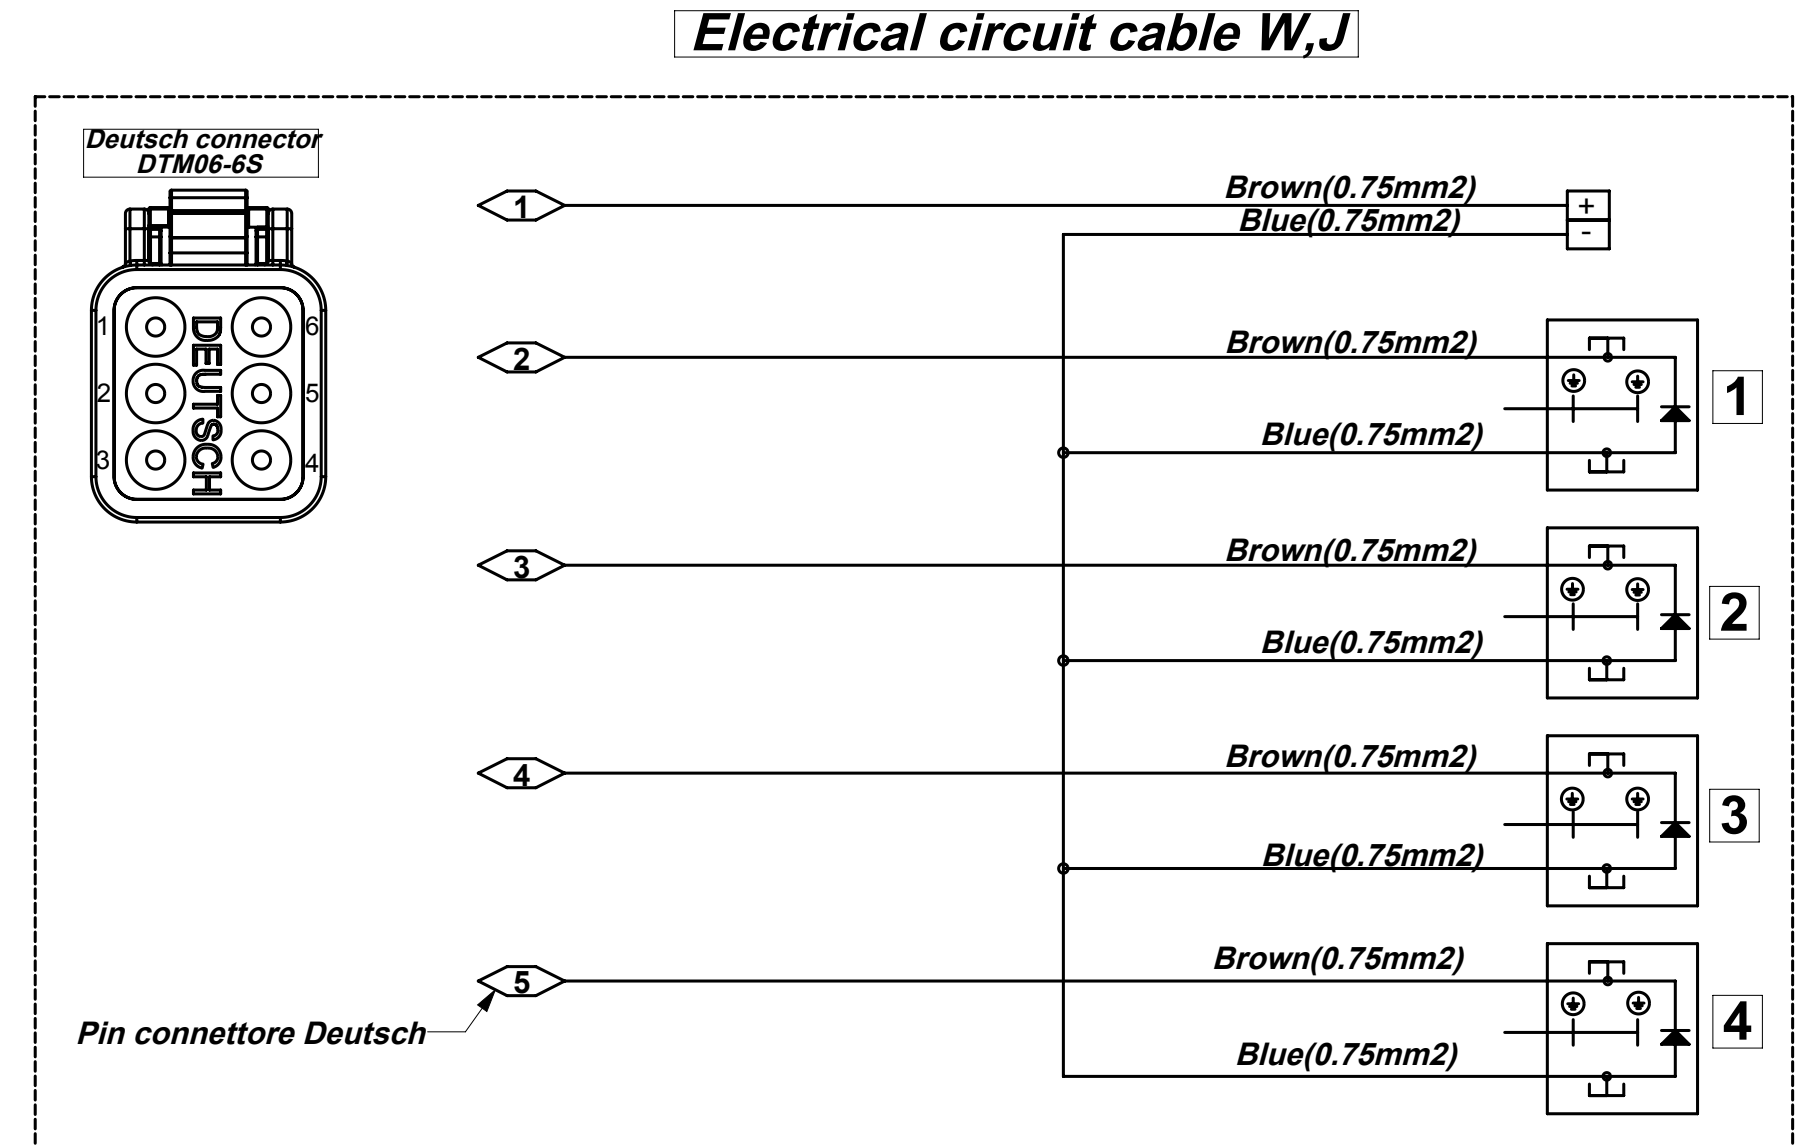 Electrical circuit cable W,J
Deutsch connector
DTM06-6S
1
6
2
5
3
4
DEUTSCH
1
Brown(0.75mm2)
+
Blue(0.75mm2)
-
2
Brown(0.75mm2)
1
Blue(0.75mm2)
3
Brown(0.75mm2)
2
Blue(0.75mm2)
4
Brown(0.75mm2)
3
Blue(0.75mm2)
5
Brown(0.75mm2)
4
Pin connettore Deutsch
Blue(0.75mm2)